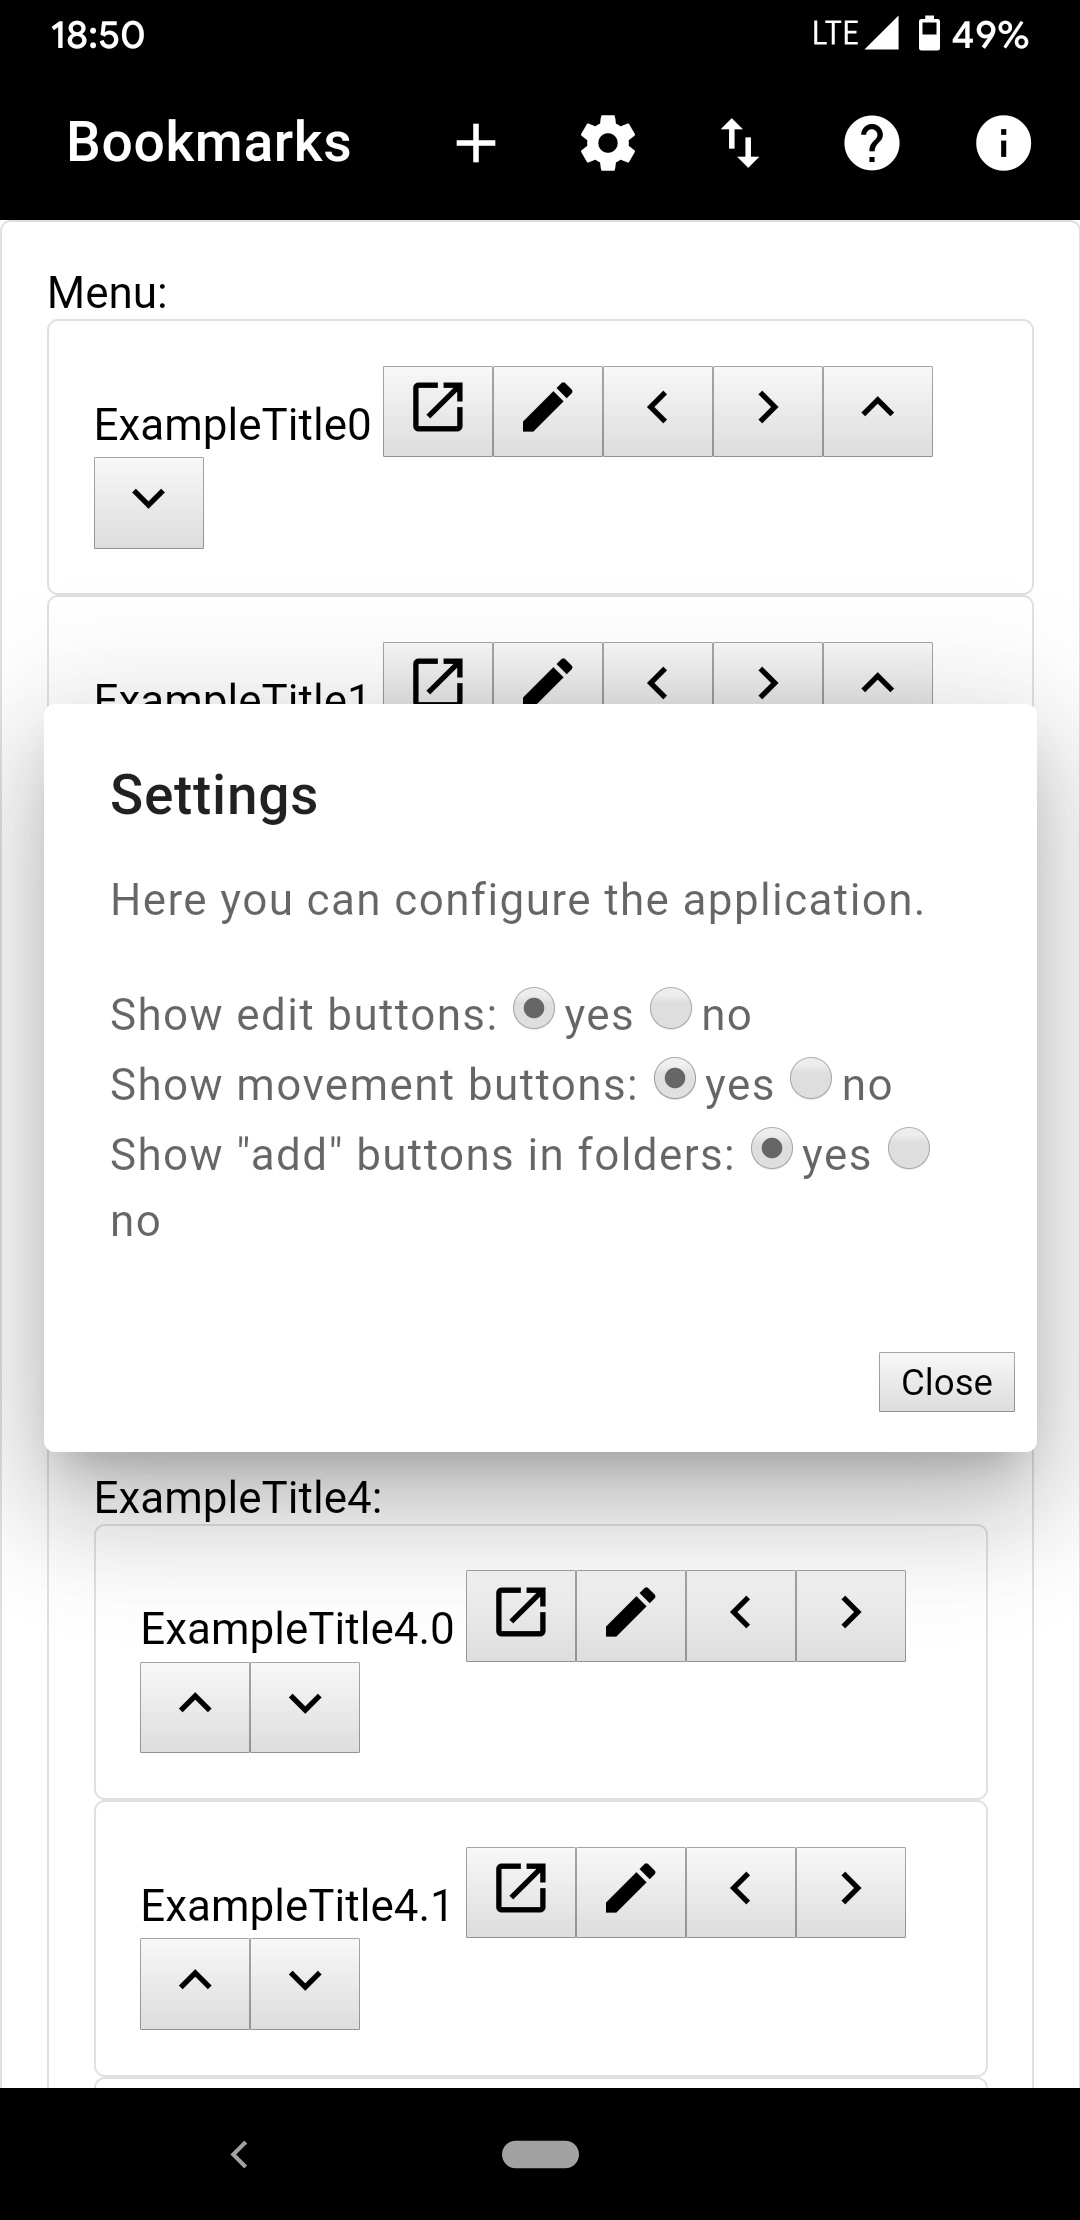 18:50 LTE 49%
Bookmarks
Menu:
ExampleTitle0
ExampleTitle1
Settings
Here you can configure the application.
Show edit buttons: yes no
Show movement buttons: yes no
Show "add" buttons in folders: yes
no
Close
ExampleTitle4:
ExampleTitle4.0
ExampleTitle4.1